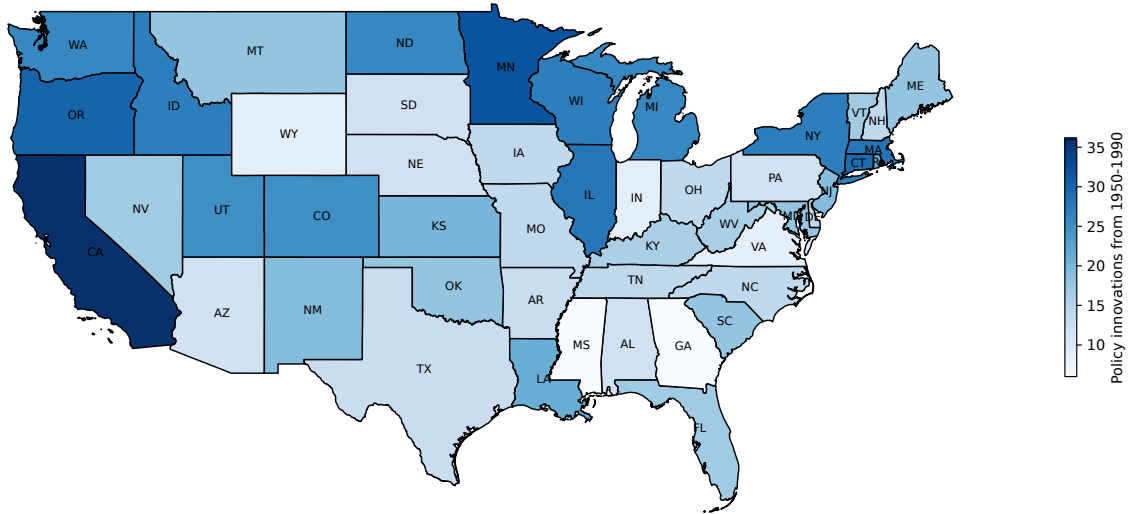 WA
MT
ND
MN
OR
ID
SD
WI
MI
ME
VT
NH
NY
MA
CT
WY
IA
NE
PA
NJ
NV
UT
CO
KS
IL
IN
OH
MO
WV
MD
DE
VA
KY
CA
AZ
NM
OK
AR
TN
NC
SC
TX
LA
MS
AL
GA
FL
35
30
25
20
15
10
Policy innovations from 1950-1990